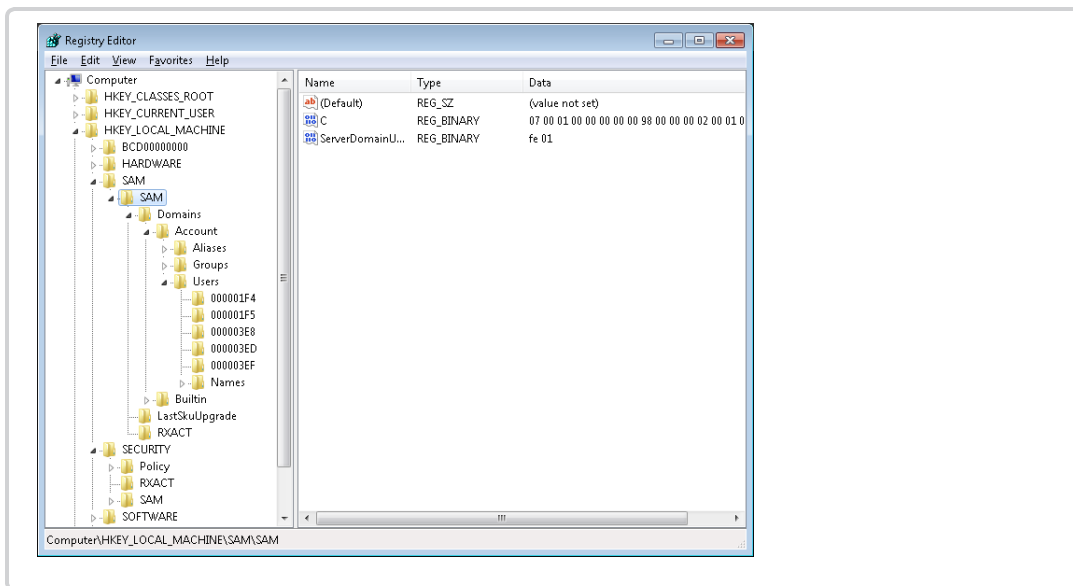 Registry Editor
File Edit View Favorites Help
Computer
HKEY_CLASSES_ROOT
HKEY_CURRENT_USER
HKEY_LOCAL_MACHINE
BCD00000000
HARDWARE
SAM
SAM
Domains
Account
Aliases
Groups
Users
000001F4
000001F5
000003E8
000003ED
000003EF
Names
Builtin
LastSkuUpgrade
RXACT
SECURITY
Policy
RXACT
SAM
SOFTWARE
Name Type Data
(Default) REG_SZ (value not set)
C REG_BINARY 07 00 01 00 00 00 00 00 98 00 00 00 02 00 01 0
ServerDomainU... REG_BINARY fe 01
Computer\HKEY_LOCAL_MACHINE\SAM\SAM